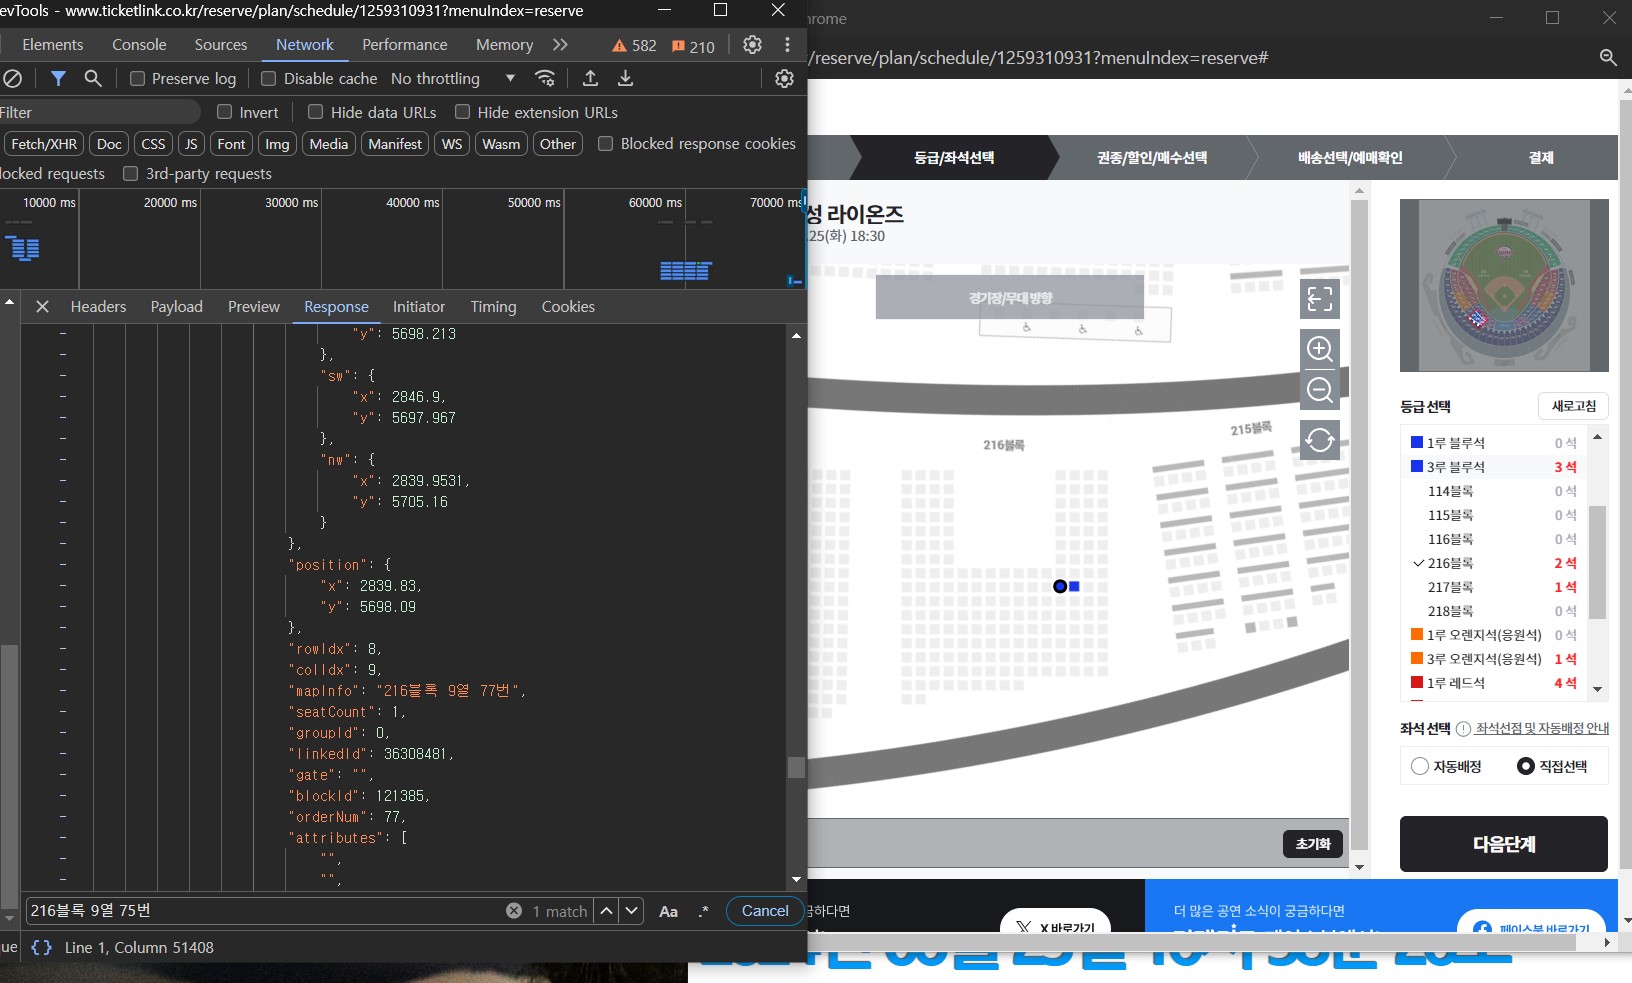 evTools - www.ticketlink.co.kr/reserve/plan/schedule/1259310931?menuIndex=reserve
Elements Console Sources Network Performance Memory 582 210
Preserve log Disable cache No throttling
Filter Invert Hide data URLs Hide extension URLs
Fetch/XHR Doc CSS JS Font Img Media Manifest WS Wasm Other Blocked response cookies
locked requests 3rd-party requests
10000 ms 20000 ms 30000 ms 40000 ms 50000 ms 60000 ms 70000 ms
Headers Payload Preview Response Initiator Timing Cookies
"y": 5698.213
},
"sw": {
"x": 2846.9,
"y": 5697.967
},
"nw": {
"x": 2839.9531,
"y": 5705.16
}
},
"position": {
"x": 2839.83,
"y": 5698.09
},
"rowIdx": 8,
"colIdx": 9,
"mapInfo": "216블록 9열 77번",
"seatCount": 1,
"groupId": 0,
"linkedId": 36308481,
"gate": "",
"blockId": 121385,
"orderNum": 77,
"attributes": [
"",
"",
216블록 9열 75번 1 match Aa .* Cancel
ue {} Line 1, Column 51408
rome
/reserve/plan/schedule/1259310931?menuIndex=reserve#
등급/좌석선택 권종/할인/매수선택 배송선택/예매확인 결제
성 라이온즈
25(화) 18:30
경기장/무대 방향
216블록
215블록
초기화
등급 선택 새로고침
1루 블루석 0 석
3루 블루석 3 석
114블록 0 석
115블록 0 석
116블록 0 석
216블록 2 석
217블록 1 석
218블록 0 석
1루 오렌지석(응원석) 0 석
3루 오렌지석(응원석) 1 석
1루 레드석 4 석
좌석 선택 좌석선점 및 자동배정 안내
자동배정 직접선택
다음단계
금하다면
X 바로가기
더 많은 공연 소식이 궁금하다면
페이스북 바로가기